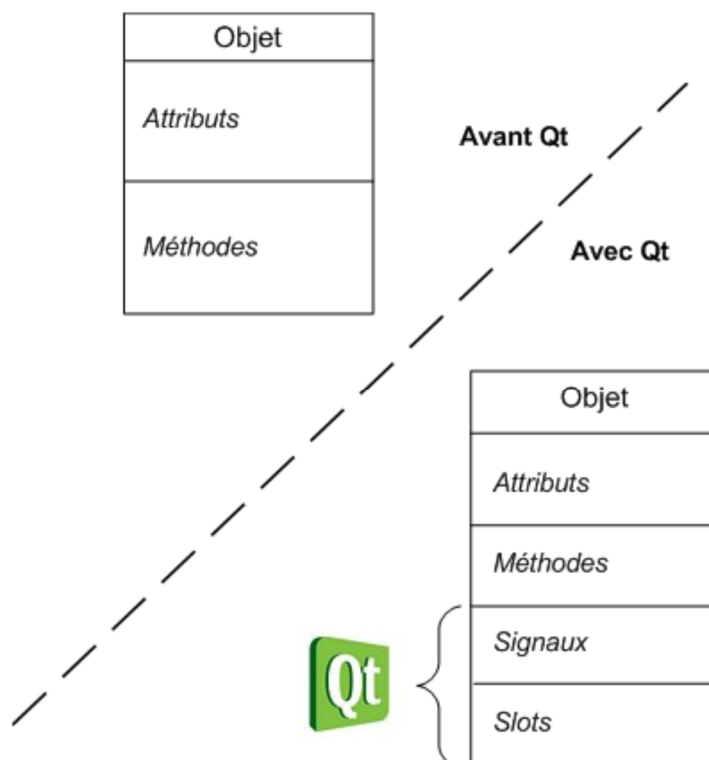 Objet
Attributs
Méthodes
Avant Qt
Avec Qt
Objet
Attributs
Méthodes
Signaux
Slots
Qt